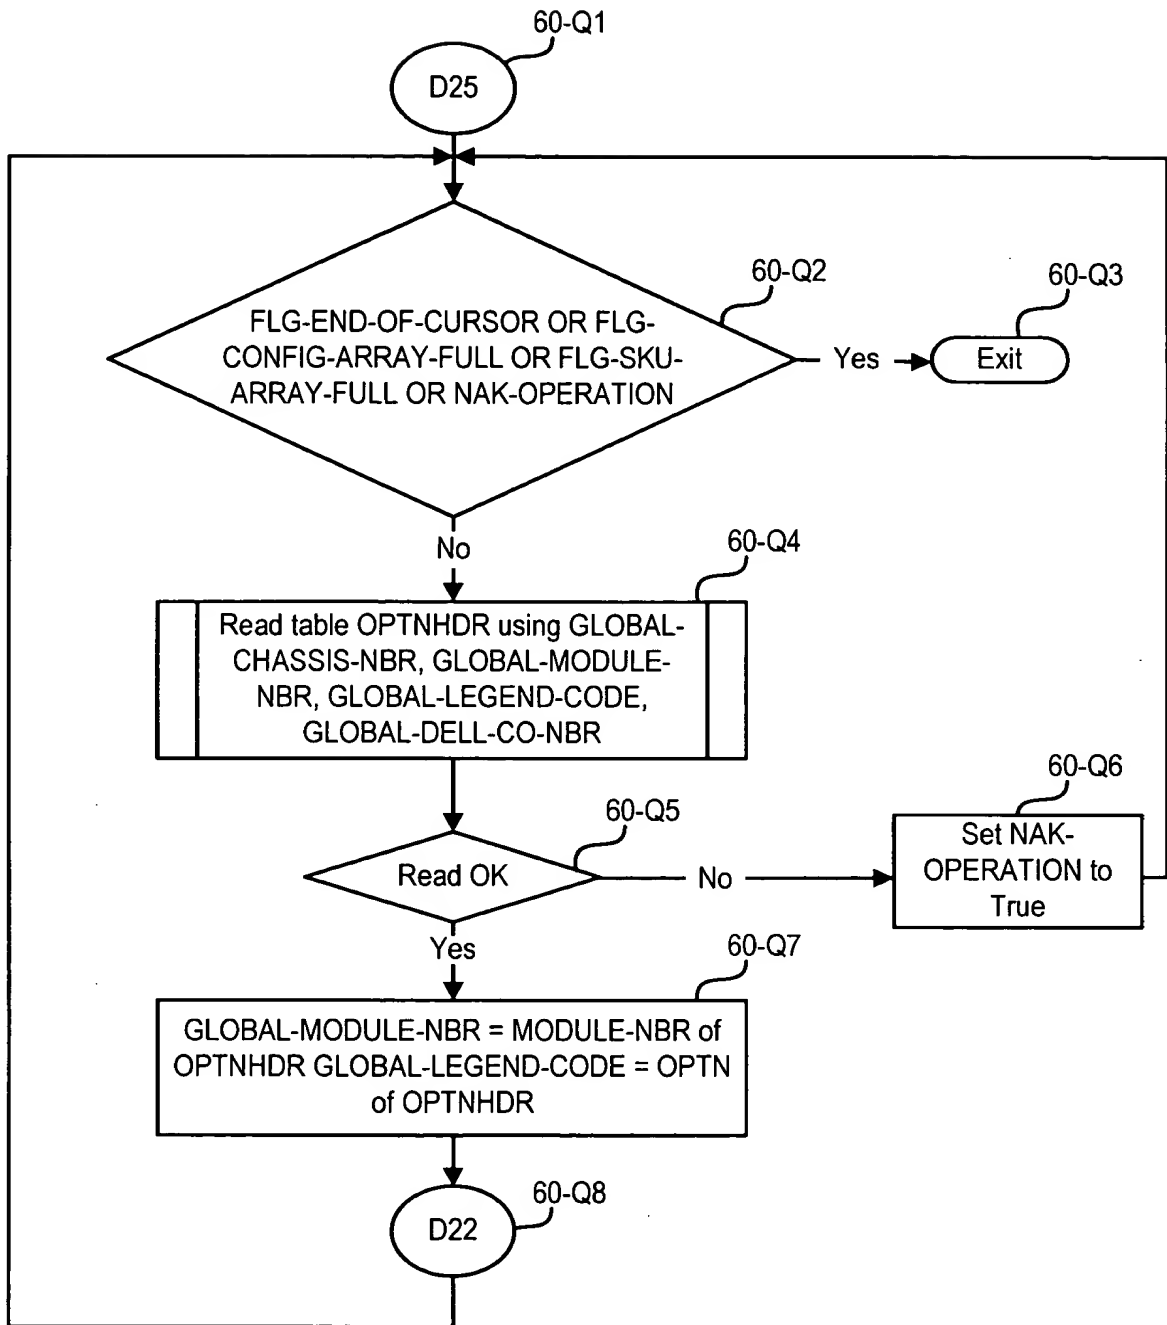 60-Q1
D25
60-Q2
60-Q3
FLG-END-OF-CURSOR OR FLG-
CONFIG-ARRAY-FULL OR FLG-SKU-
ARRAY-FULL OR NAK-OPERATION
Yes
Exit
No
60-Q4
Read table OPTNHDR using GLOBAL-
CHASSIS-NBR, GLOBAL-MODULE-
NBR, GLOBAL-LEGEND-CODE,
GLOBAL-DELL-CO-NBR
60-Q5
60-Q6
Read OK
No
Set NAK-
OPERATION to
True
Yes
60-Q7
GLOBAL-MODULE-NBR = MODULE-NBR of
OPTNHDR GLOBAL-LEGEND-CODE = OPTN
of OPTNHDR
60-Q8
D22